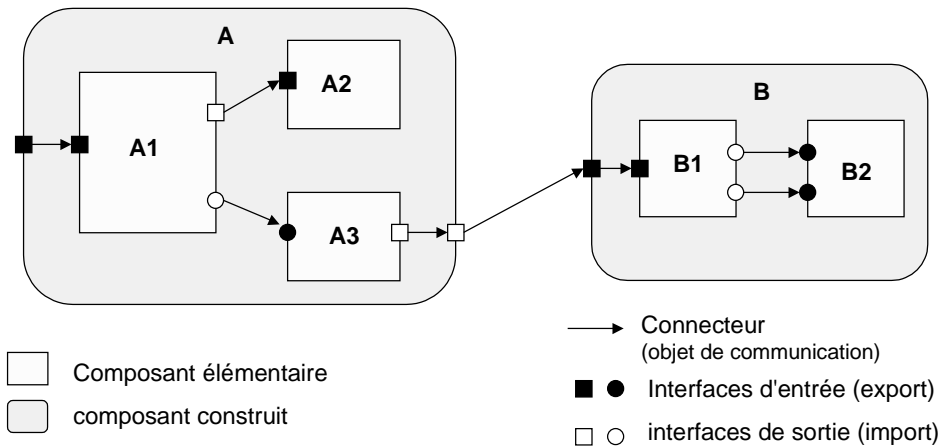 A
A1
A2
A3
B
B1
B2
Composant élémentaire
composant construit
Connecteur
(objet de communication)
Interfaces d'entrée (export)
interfaces de sortie (import)